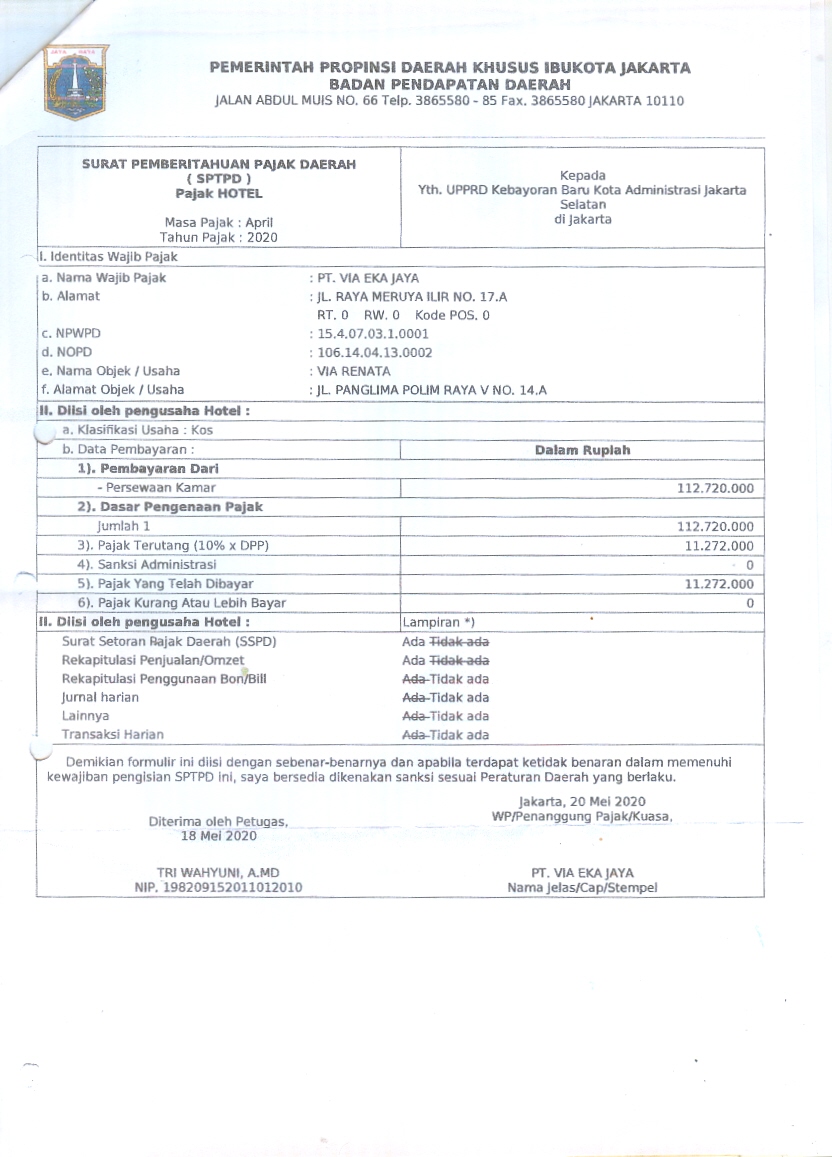 JAYA RAYA
PEMERINTAH PROPINSI DAERAH KHUSUS IBUKOTA JAKARTA
BADAN PENDAPATAN DAERAH
JALAN ABDUL MUIS NO. 66 Telp. 3865580 - 85 Fax. 3865580 JAKARTA 10110
SURAT PEMBERITAHUAN PAJAK DAERAH
( SPTPD )
Pajak HOTEL
Masa Pajak : April
Tahun Pajak : 2020
Kepada
Yth. UPPRD Kebayoran Baru Kota Administrasi Jakarta
Selatan
di Jakarta
I. Identitas Wajib Pajak
a. Nama Wajib Pajak : PT. VIA EKA JAYA
b. Alamat : JL. RAYA MERUYA ILIR NO. 17.A
RT. 0 RW. 0 Kode POS. 0
c. NPWPD : 15.4.07.03.1.0001
d. NOPD : 106.14.04.13.0002
e. Nama Objek / Usaha : VIA RENATA
f. Alamat Objek / Usaha : JL. PANGLIMA POLIM RAYA V NO. 14.A
II. Diisi oleh pengusaha Hotel :
a. Klasifikasi Usaha : Kos
b. Data Pembayaran : Dalam Rupiah
1). Pembayaran Dari
- Persewaan Kamar 112.720.000
2). Dasar Pengenaan Pajak
Jumlah 1 112.720.000
3). Pajak Terutang (10% x DPP) 11.272.000
4). Sanksi Administrasi 0
5). Pajak Yang Telah Dibayar 11.272.000
6). Pajak Kurang Atau Lebih Bayar 0
II. Diisi oleh pengusaha Hotel : Lampiran *)
Surat Setoran Pajak Daerah (SSPD) Ada Tidak ada
Rekapitulasi Penjualan/Omzet Ada Tidak ada
Rekapitulasi Penggunaan Bon/Bill Ada Tidak ada
Jurnal harian Ada Tidak ada
Lainnya Ada Tidak ada
Transaksi Harian Ada Tidak ada
Demikian formulir ini diisi dengan sebenar-benarnya dan apabila terdapat ketidak benaran dalam memenuhi
kewajiban pengisian SPTPD ini, saya bersedia dikenakan sanksi sesuai Peraturan Daerah yang berlaku.
Jakarta, 20 Mei 2020
WP/Penanggung Pajak/Kuasa,
Diterima oleh Petugas,
18 Mei 2020
TRI WAHYUNI, A.MD
NIP. 198209152011012010
PT. VIA EKA JAYA
Nama Jelas/Cap/Stempel